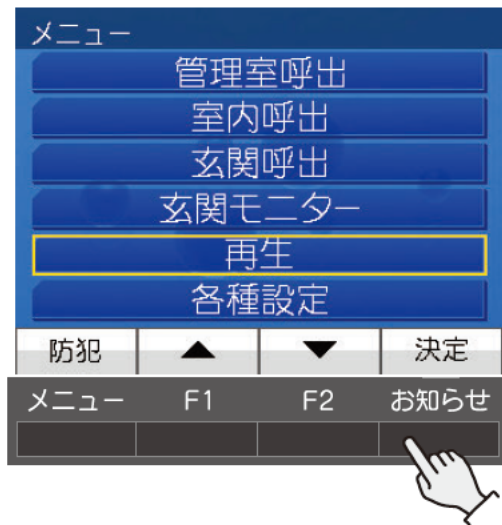 メニュー
管理室呼出
室内呼出
玄関呼出
玄関モニター
再生
各種設定
防犯 ▲ ▼ 決定
メニュー F1 F2 お知らせ